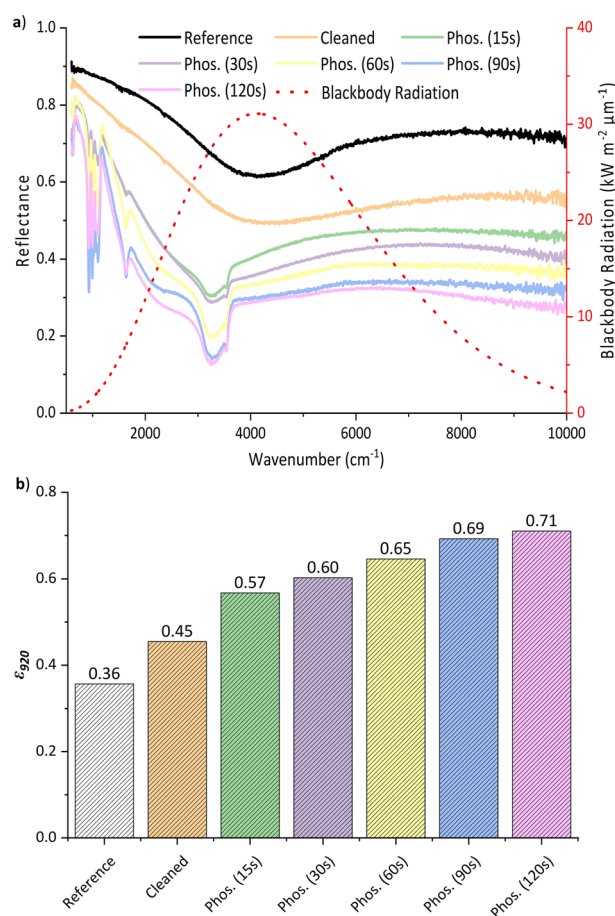 a)
Reference Cleaned Phos. (15s)
Phos. (30s) Phos. (60s) Phos. (90s)
Phos. (120s) Blackbody Radiation
1.0
0.8
0.6
0.4
0.2
0.0
Reflectance
40
35
30
25
20
15
10
5
0
Blackbody Radiation (kW m-2 μm-1)
2000 4000 6000 8000 10000
Wavenumber (cm-1)
b)
0.8
0.6
0.4
0.2
0.0
ε920
0.36
0.45
0.57
0.60
0.65
0.69
0.71
Reference
Cleaned
Phos. (15s)
Phos. (30s)
Phos. (60s)
Phos. (90s)
Phos. (120s)